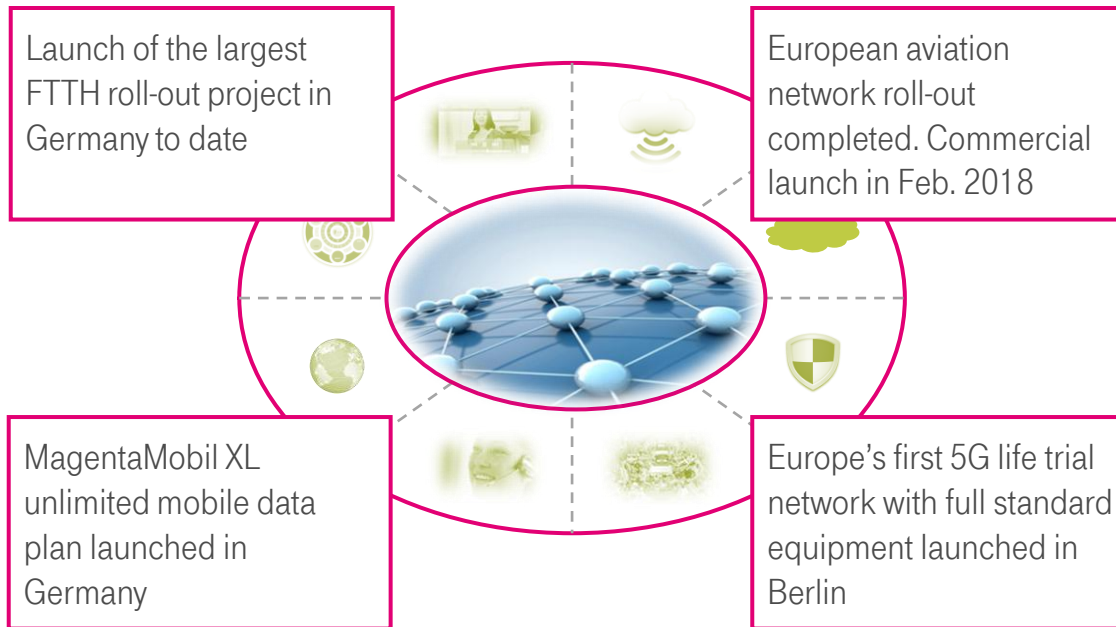 Launch of the largest
FTTH roll-out project in
Germany to date
European aviation
network roll-out
completed. Commercial
launch in Feb. 2018
MagentaMobil XL
unlimited mobile data
plan launched in
Germany
Europe’s first 5G life trial
network with full standard
equipment launched in
Berlin